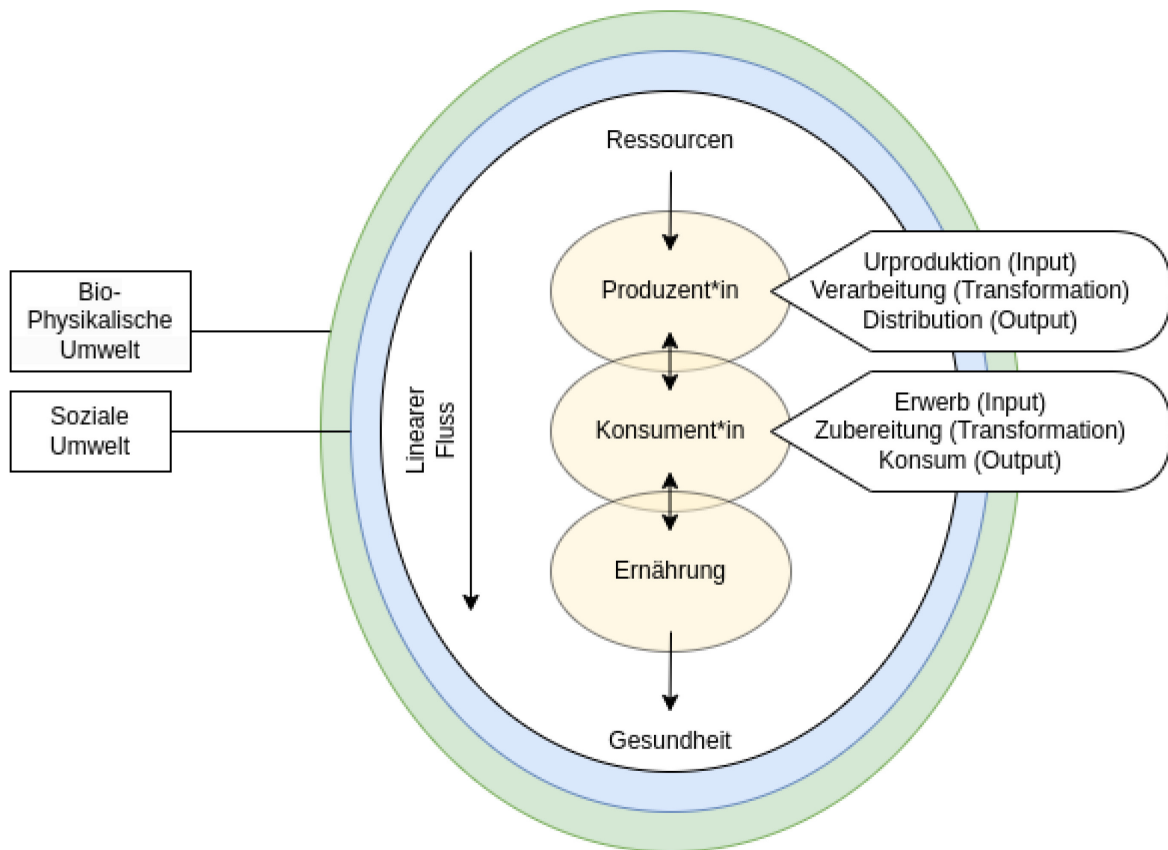 Ressourcen
Produzent*in
Urproduktion (Input)
Verarbeitung (Transformation)
Distribution (Output)
Bio-
Physikalische
Umwelt
Soziale
Umwelt
Linearer
Fluss
Konsument*in
Erwerb (Input)
Zubereitung (Transformation)
Konsum (Output)
Ernährung
Gesundheit